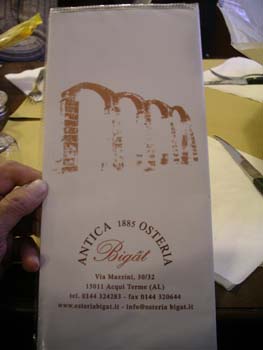 ANTICA 1885 OSTERIA
Bigät
Via Mazzini, 30/32
15011 Acqui Terme (AL)
tel. 0144 324283 - fax 0144 320644
www.osteriabigat.it - info@osteria bigat.it